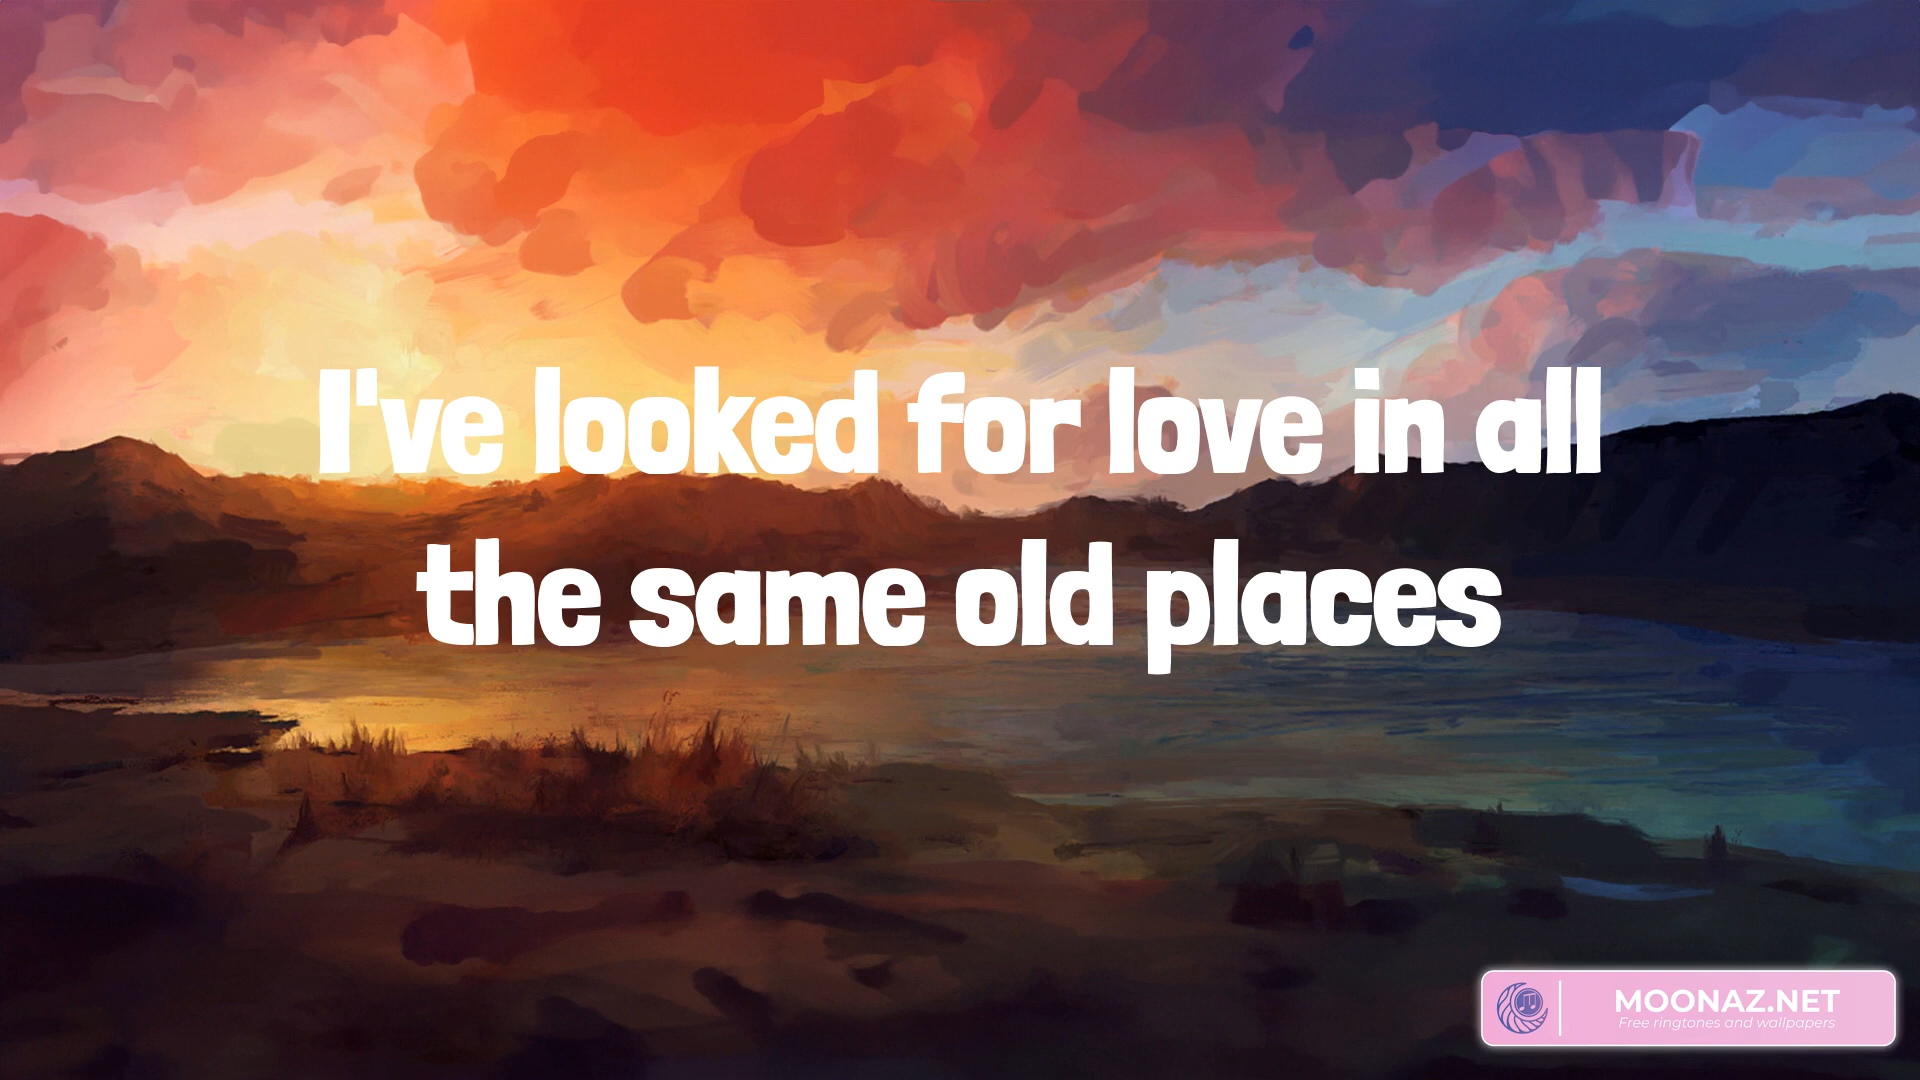 I've looked for love in all
the same old places
MOONAZ.NET
Free ringtones and wallpapers